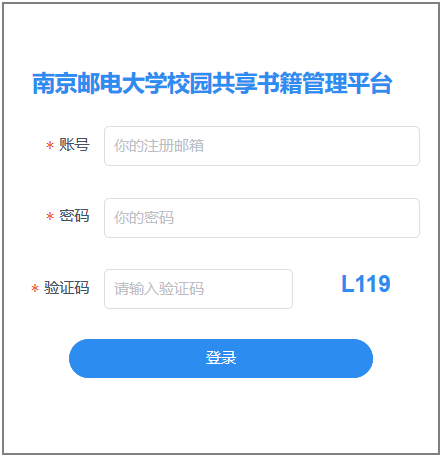 南京邮电大学校园共享书籍管理平台
* 账号 你的注册邮箱
* 密码 你的密码
* 验证码 请输入验证码 L119
登录